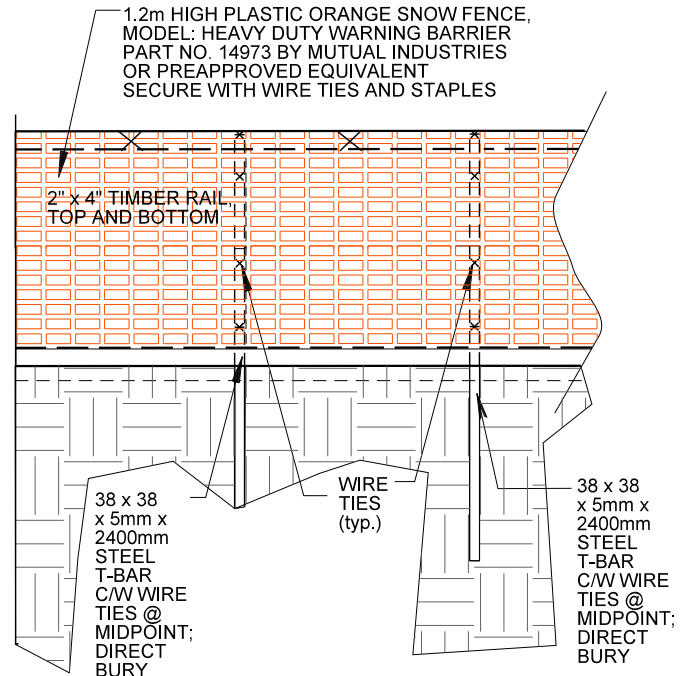 1.2m HIGH PLASTIC ORANGE SNOW FENCE,
MODEL: HEAVY DUTY WARNING BARRIER
PART NO. 14973 BY MUTUAL INDUSTRIES
OR PREAPPROVED EQUIVALENT
SECURE WITH WIRE TIES AND STAPLES
2" x 4" TIMBER RAIL,
TOP AND BOTTOM
38 x 38
x 5mm x
2400mm
STEEL
T-BAR
C/W WIRE
TIES @
MIDPOINT;
DIRECT
BURY
WIRE
TIES
(typ.)
38 x 38
x 5mm x
2400mm
STEEL
T-BAR
C/W WIRE
TIES @
MIDPOINT;
DIRECT
BURY